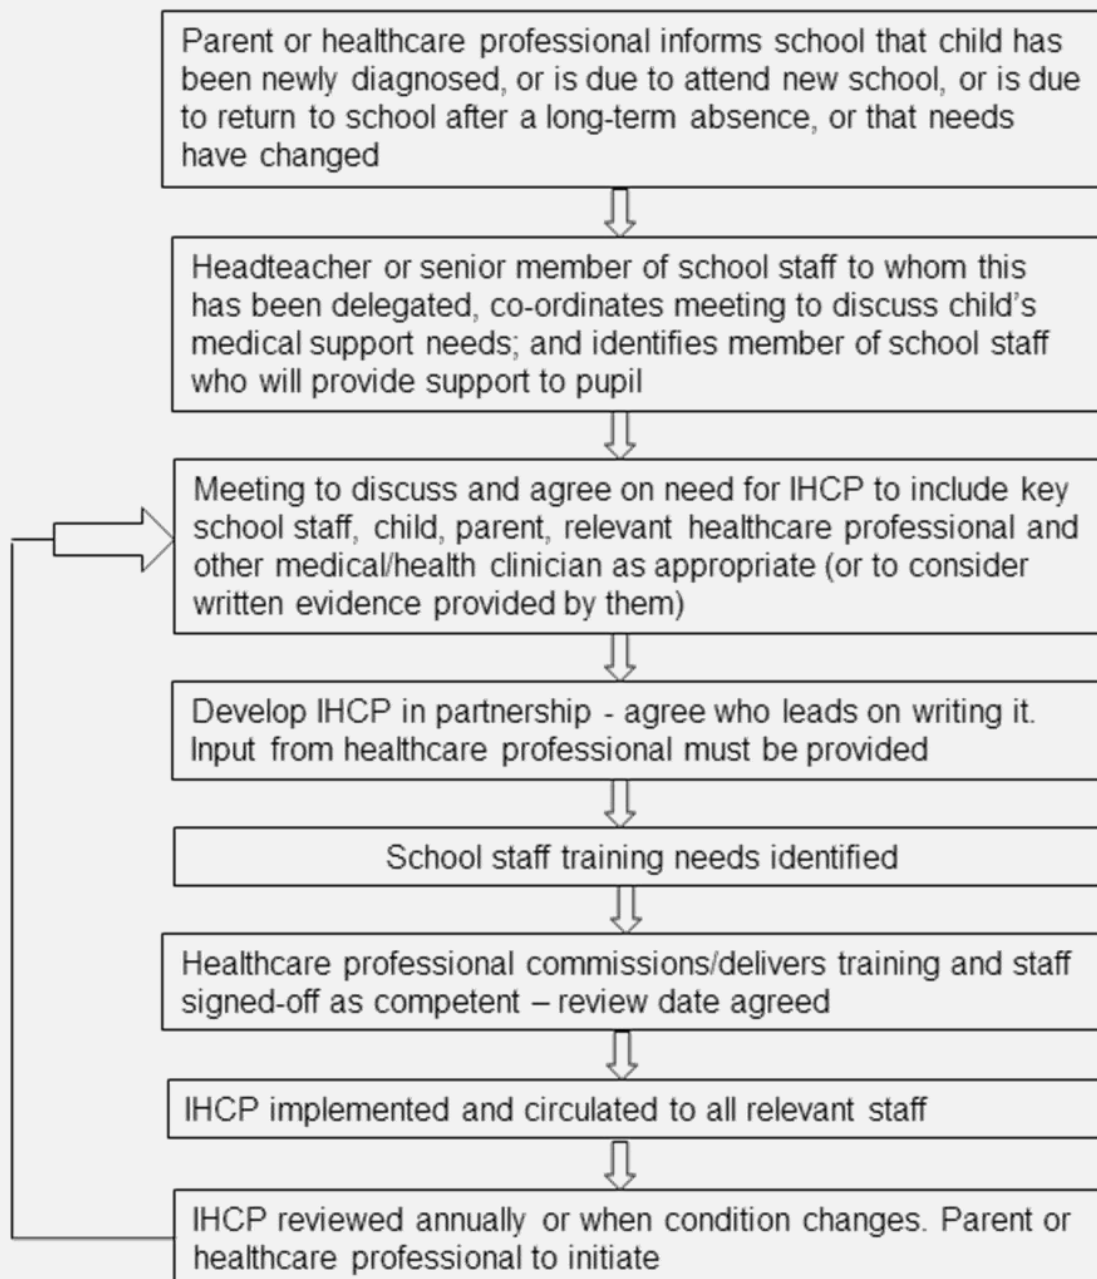 Parent or healthcare professional informs school that child has
been newly diagnosed, or is due to attend new school, or is due
to return to school after a long-term absence, or that needs
have changed
Headteacher or senior member of school staff to whom this
has been delegated, co-ordinates meeting to discuss child's
medical support needs; and identifies member of school staff
who will provide support to pupil
Meeting to discuss and agree on need for IHCP to include key
school staff, child, parent, relevant healthcare professional and
other medical/health clinician as appropriate (or to consider
written evidence provided by them)
Develop IHCP in partnership - agree who leads on writing it.
Input from healthcare professional must be provided
School staff training needs identified
Healthcare professional commissions/delivers training and staff
signed-off as competent – review date agreed
IHCP implemented and circulated to all relevant staff
IHCP reviewed annually or when condition changes. Parent or
healthcare professional to initiate